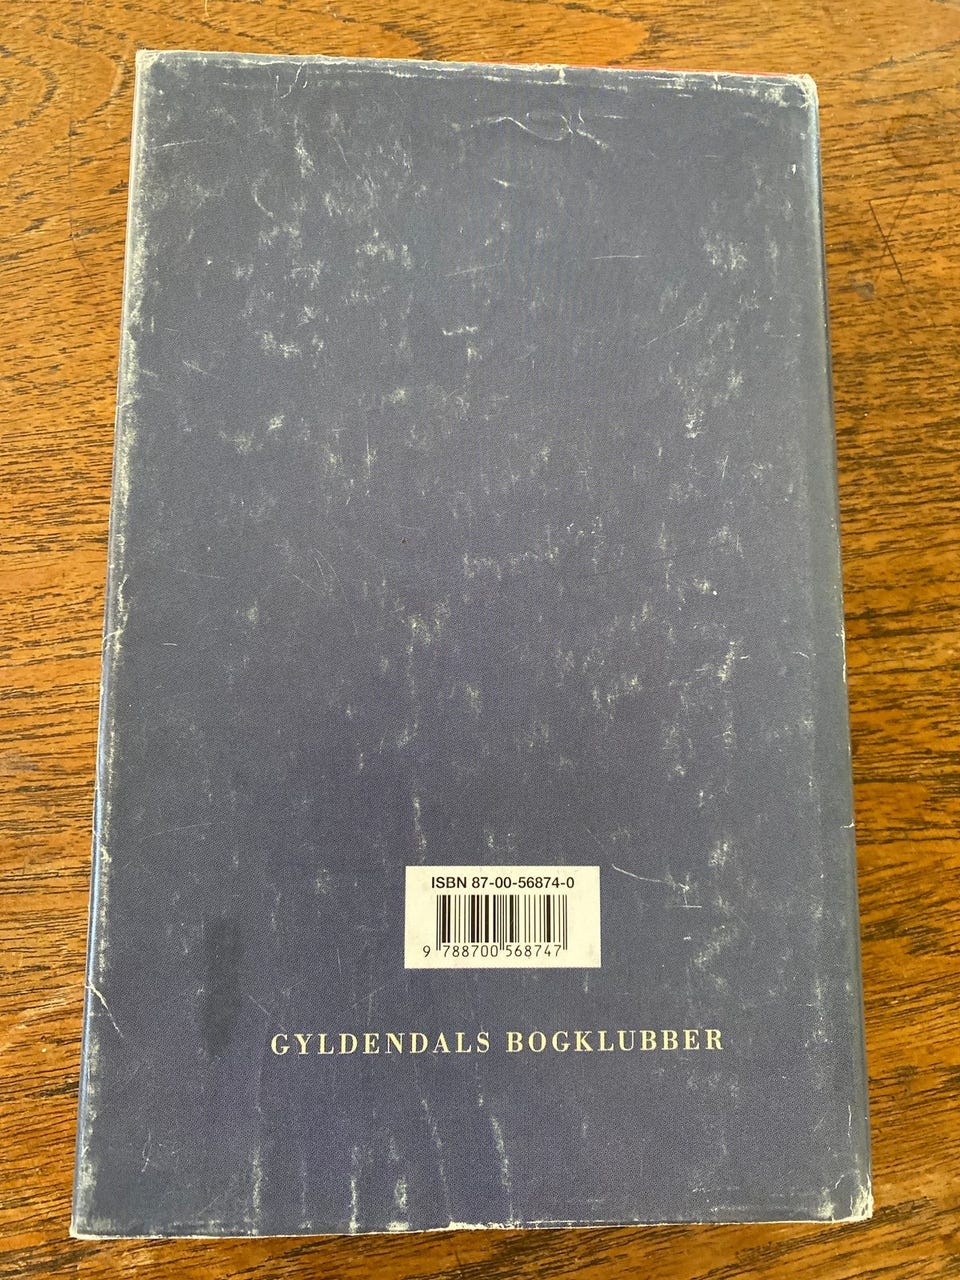 ISBN 87-00-56874-0
9 788700 568747
GYLDENDALS BOGKLUBBER